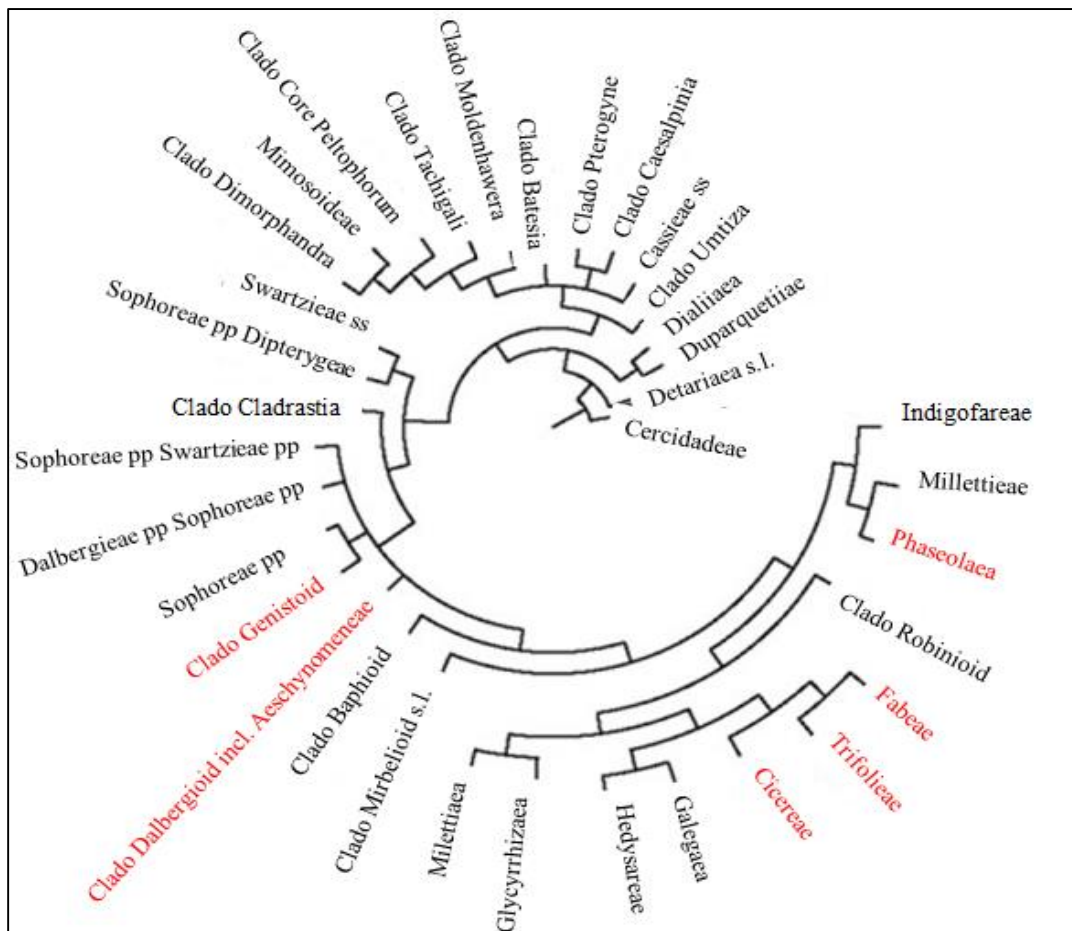 Clado Dimorphandra
Mimosoideae
Clado Core Peltophorum
Clado Tachigali
Clado Moldenhawera
Clado Batesia
Clado Pterogyne
Clado Caesalpinia
Cassieae ss
Clado Umtiza
Dialiiaea
Duparquetiiae
Detariaea s.l.
Cercidadeae
Swartzieae ss
Sophoreae pp Dipterygeae
Clado Cladrastia
Sophoreae pp Swartzieae pp
Dalbergieae pp Sophoreae pp
Sophoreae pp
Clado Genistoid
Clado Dalbergioid incl. Aeschynomeneae
Clado Baphioid
Clado Mirbelioid s.l.
Milettiaea
Glycyrrhizaea
Hedysareae
Galegaea
Cicereae
Trifolieae
Fabeae
Clado Robinioid
Phaseolaea
Millettieae
Indigofareae